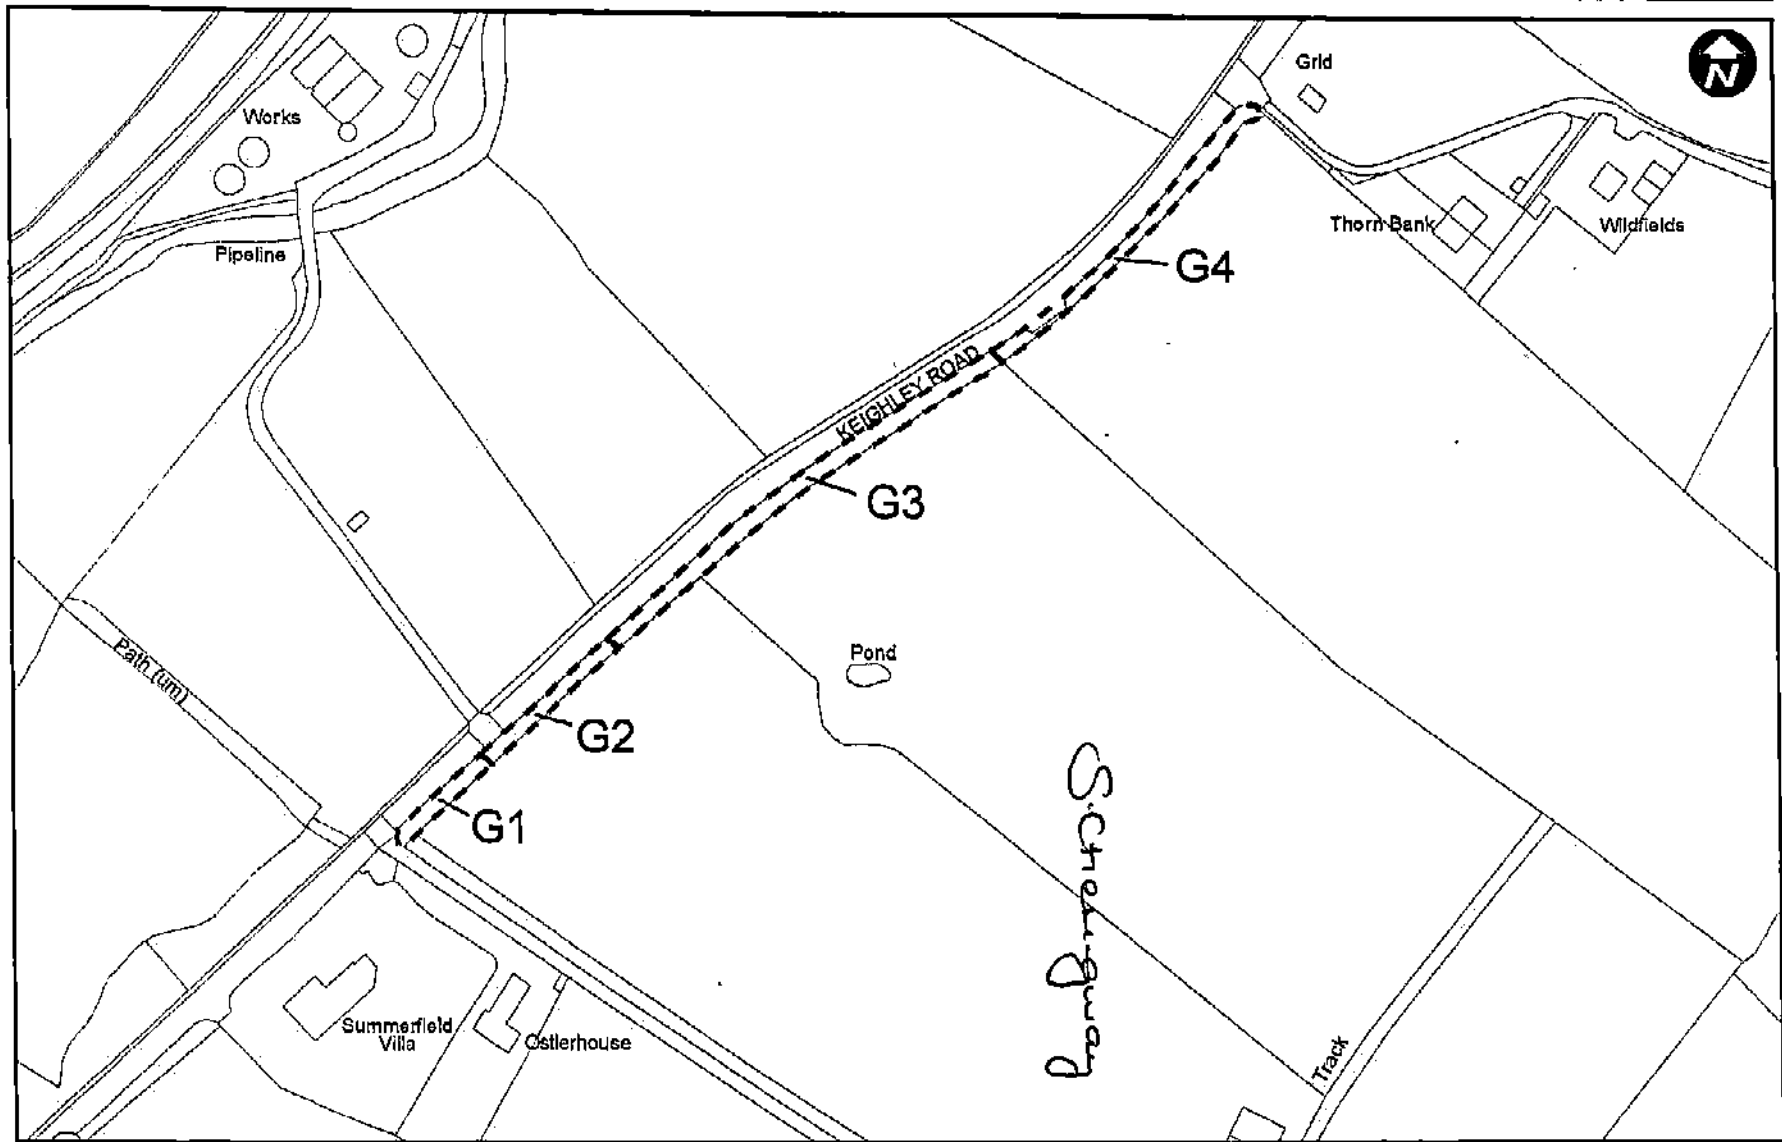 Grid
N
Works
Thorn Bank
Wildfields
Pipeline
G4
KEIGHLEY ROAD
G3
Path (um)
Pond
G2
G1
Summerfield
Villa
Ostlerhouse
Track